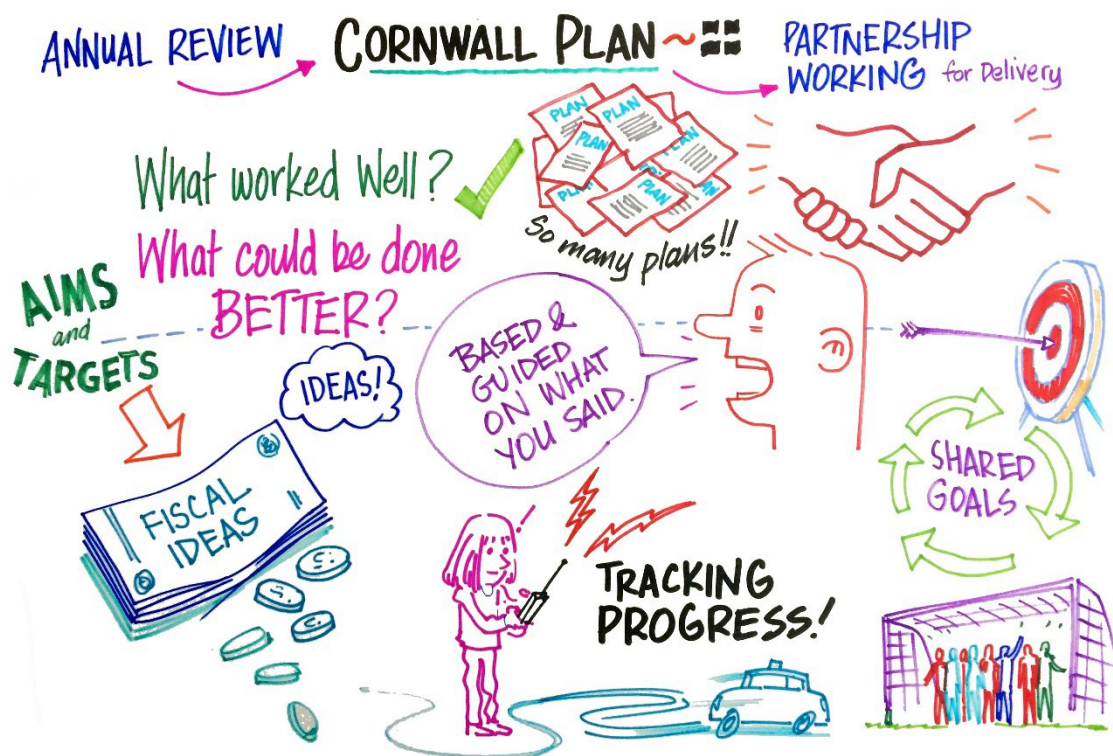 ANNUAL REVIEW
CORNWALL PLAN ~
PARTNERSHIP
WORKING for Delivery
PLAN
PLAN
PLAN
PLAN
PLAN
PLAN
PLAN
So many plans!!
What worked Well?
What could be done
BETTER?
AIMS
and
TARGETS
IDEAS!
BASED &
GUIDED
ON WHAT
YOU SAID.
FISCAL
IDEAS
SHARED
GOALS
TRACKING
PROGRESS!